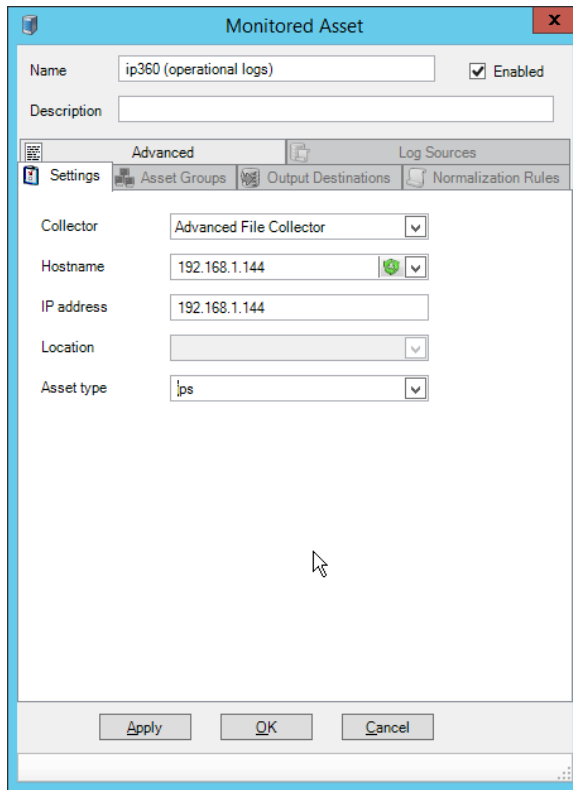 Monitored Asset
x
Name ip360 (operational logs) Enabled
Description
Advanced Log Sources
Settings Asset Groups Output Destinations Normalization Rules
Collector Advanced File Collector
Hostname 192.168.1.144
IP address 192.168.1.144
Location
Asset type ips
Apply OK Cancel